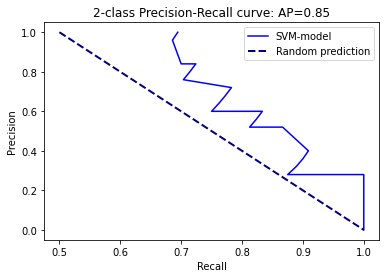 2-class Precision-Recall curve: AP=0.85
SVM-model
Random prediction
Precision
1.0
0.8
0.6
0.4
0.2
0.0
0.5 0.6 0.7 0.8 0.9 1.0
Recall